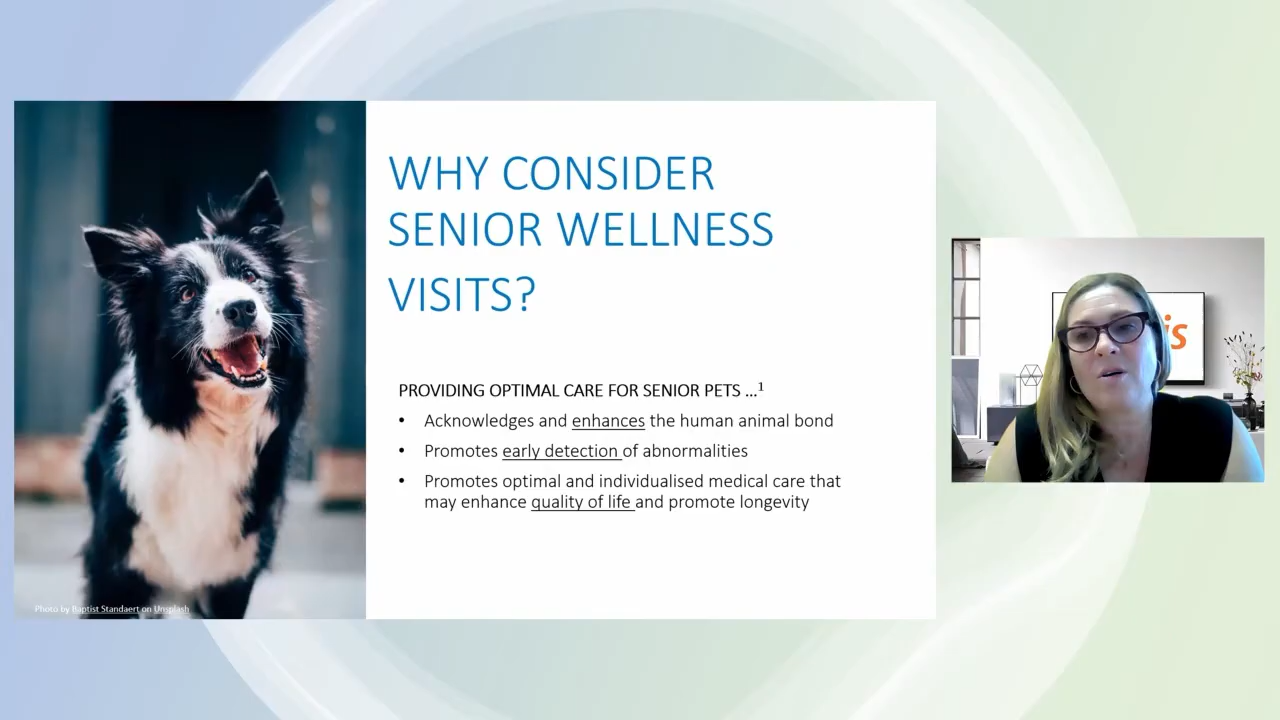 WHY CONSIDER
SENIOR WELLNESS
VISITS?
PROVIDING OPTIMAL CARE FOR SENIOR PETS ...1
• Acknowledges and enhances the human animal bond
• Promotes early detection of abnormalities
• Promotes optimal and individualised medical care that
may enhance quality of life and promote longevity
Photo by Baptist Standaert on Unsplash
is